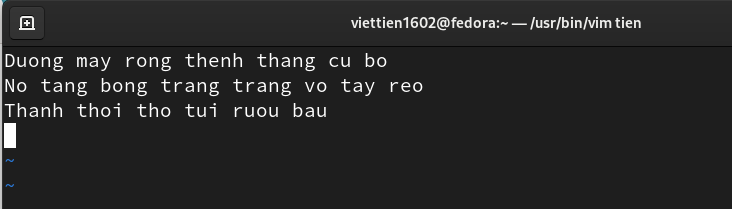 viettien1602@fedora:~ — /usr/bin/vim tien
Duong may rong thenh thang cu bo
No tang bong trang trang vo tay reo
Thanh thoi tho tui ruou bau
~
~